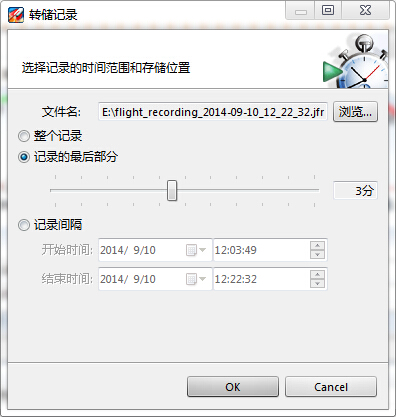 转储记录
选择记录的时间范围和存储位置
文件名: E:\flight_recording_2014-09-10_12_22_32.jfr 浏览...
整个记录
记录的最后部分
3分
记录间隔
开始时间: 2014/ 9/10 12:03:49
结束时间: 2014/ 9/10 12:22:32
OK Cancel